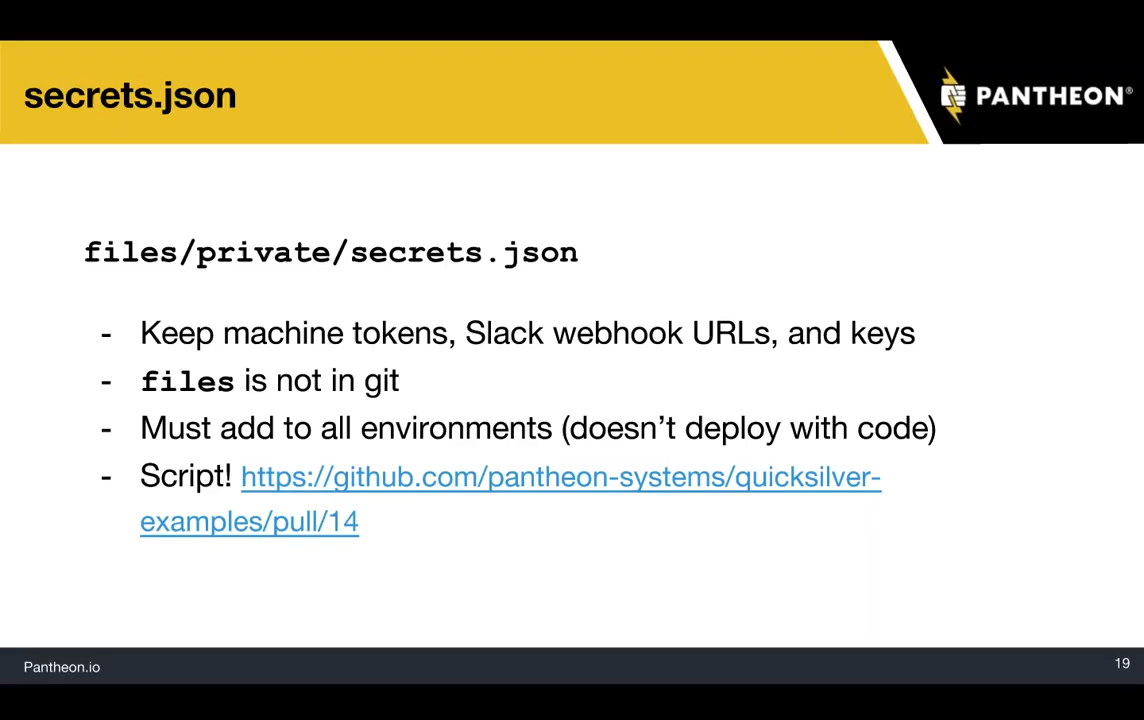 secrets.json
PANTHEON®
files/private/secrets.json
- Keep machine tokens, Slack webhook URLs, and keys
- files is not in git
- Must add to all environments (doesn’t deploy with code)
- Script! https://github.com/pantheon-systems/quicksilver-
examples/pull/14
Pantheon.io
19